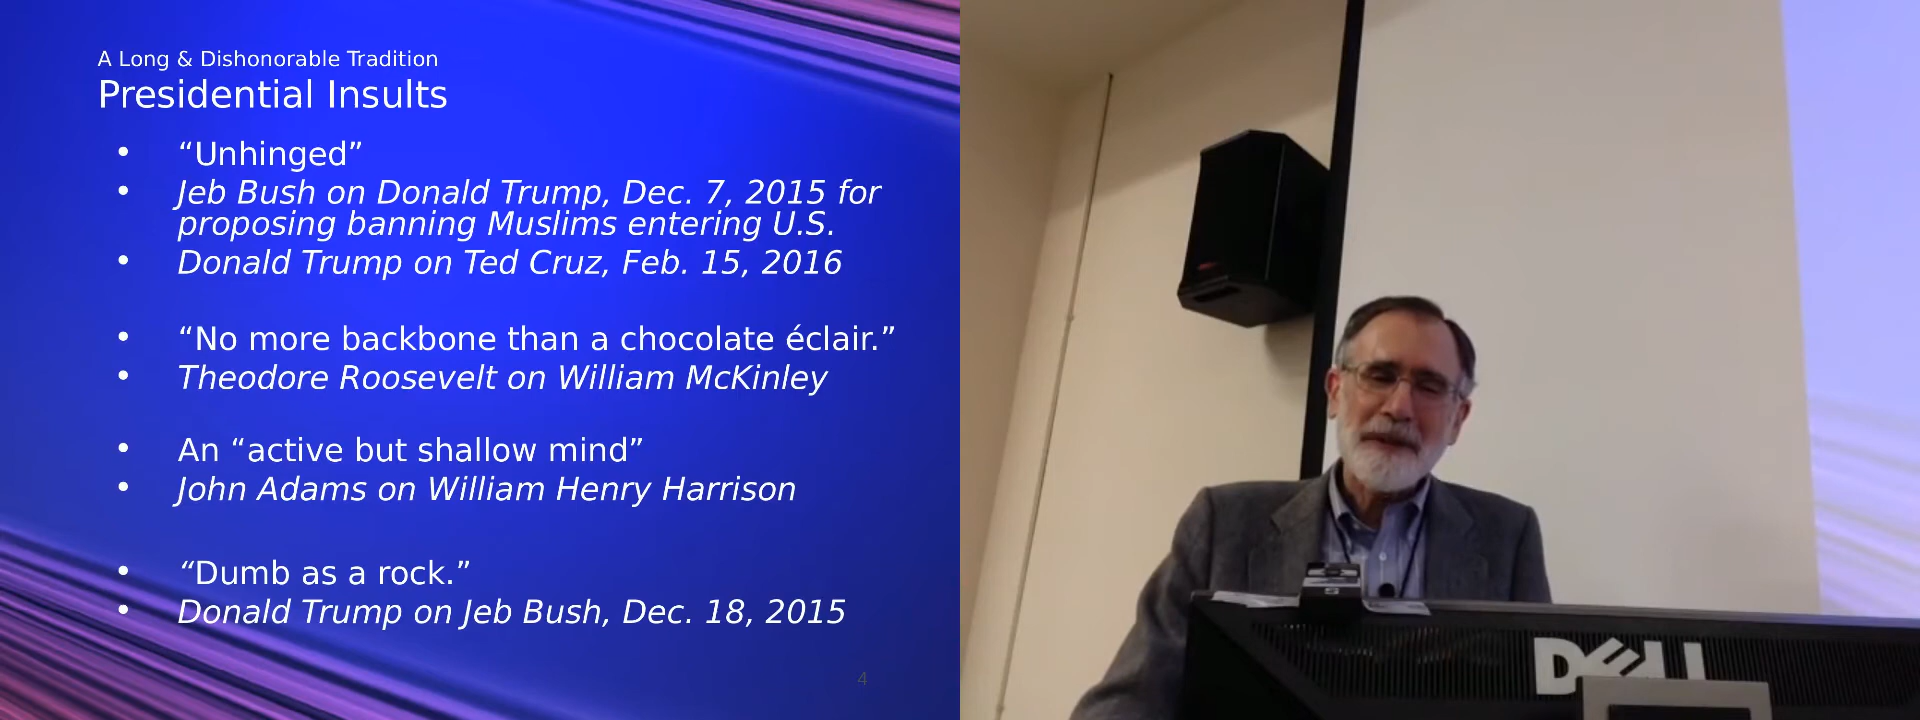 A Long & Dishonorable Tradition
Presidential Insults
• “Unhinged”
• Jeb Bush on Donald Trump, Dec. 7, 2015 for
proposing banning Muslims entering U.S.
• Donald Trump on Ted Cruz, Feb. 15, 2016
• “No more backbone than a chocolate éclair.”
• Theodore Roosevelt on William McKinley
• An “active but shallow mind”
• John Adams on William Henry Harrison
• “Dumb as a rock.”
• Donald Trump on Jeb Bush, Dec. 18, 2015
4
DELL